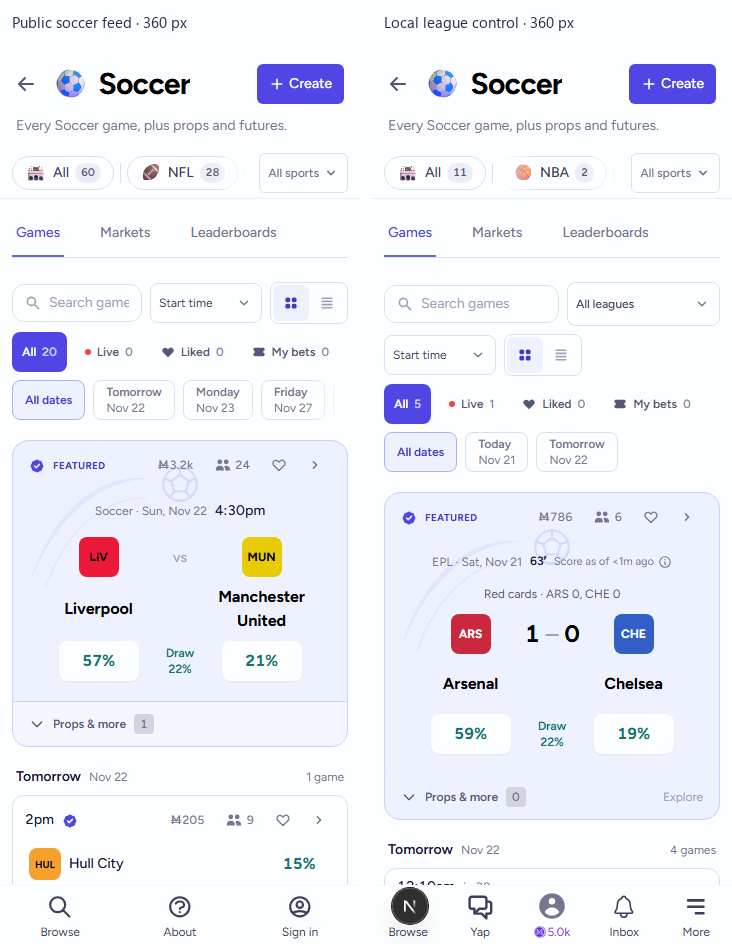 Public soccer feed · 360 px
Soccer
+ Create
Every Soccer game, plus props and futures.
All 60
NFL 28
All sports
Games
Markets
Leaderboards
Search game
Start time
All 20
Live 0
Liked 0
My bets 0
All dates
Tomorrow
Nov 22
Monday
Nov 23
Friday
Nov 27
FEATURED
M3.2k
24
Soccer · Sun, Nov 22 4:30pm
LIV
vs
MUN
Liverpool
Manchester
United
57%
Draw
22%
21%
Props & more 1
Tomorrow Nov 22
1 game
2pm
M205
9
HUL
Hull City
15%
Browse
About
Sign in
Local league control · 360 px
Soccer
+ Create
Every Soccer game, plus props and futures.
All 11
NBA 2
All sports
Games
Markets
Leaderboards
Search games
All leagues
Start time
All 5
Live 1
Liked 0
My bets 0
All dates
Today
Nov 21
Tomorrow
Nov 22
FEATURED
M786
6
EPL · Sat, Nov 21 63' Score as of <1m ago
Red cards · ARS 0, CHE 0
ARS
1 – 0
CHE
Arsenal
Chelsea
59%
Draw
22%
19%
Props & more 0
Explore
Tomorrow Nov 22
4 games
N
Browse
Yap
5.0k
Inbox
More